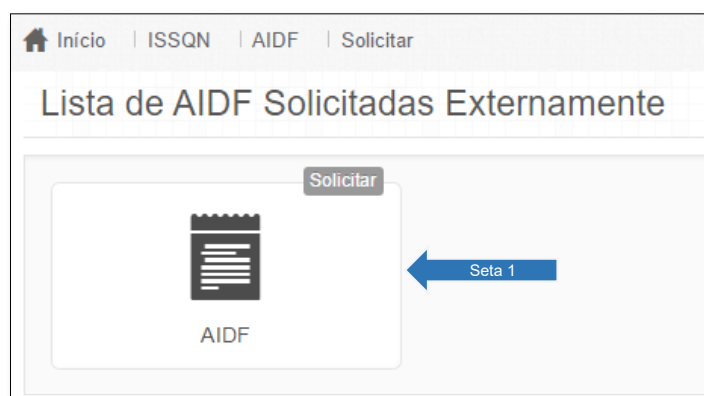 Início | ISSQN | AIDF | Solicitar
Lista de AIDF Solicitadas Externamente
Solicitar
Seta 1
AIDF